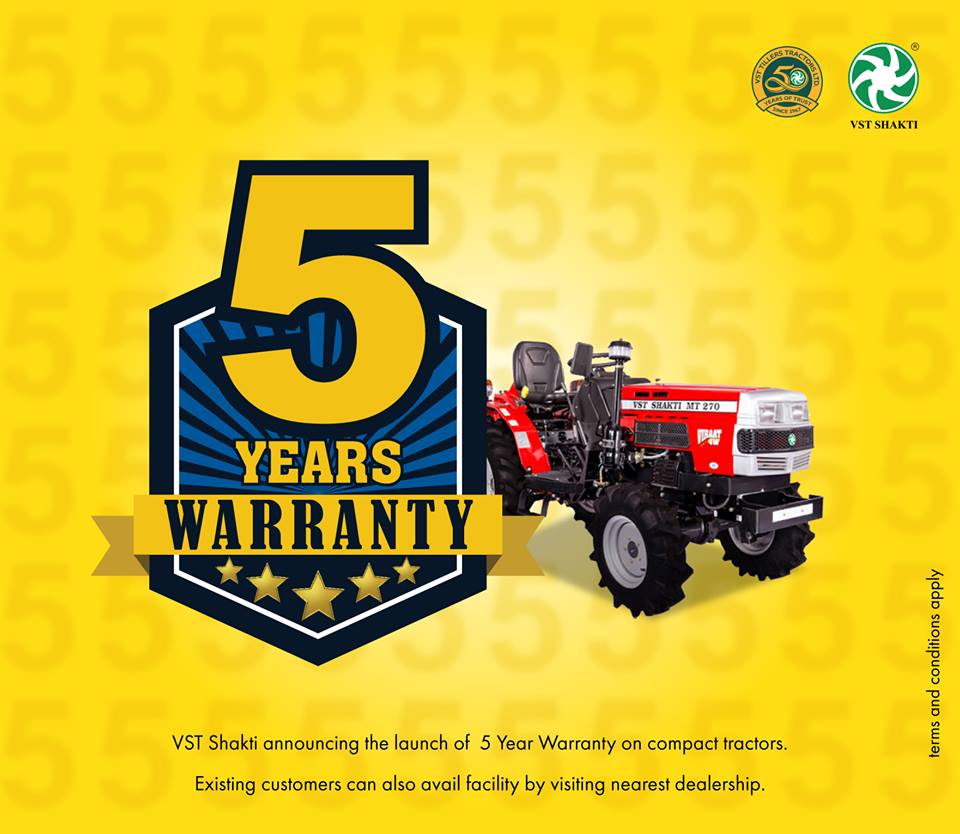 VST TILLERS TRACTORS LTD.
50
YEARS OF TRUST
SINCE 1967
®
VST SHAKTI
5
YEARS
WARRANTY
VST SHAKTI MT 270
VIRAAT
4W
terms and conditions apply
VST Shakti announcing the launch of 5 Year Warranty on compact tractors.
Existing customers can also avail facility by visiting nearest dealership.